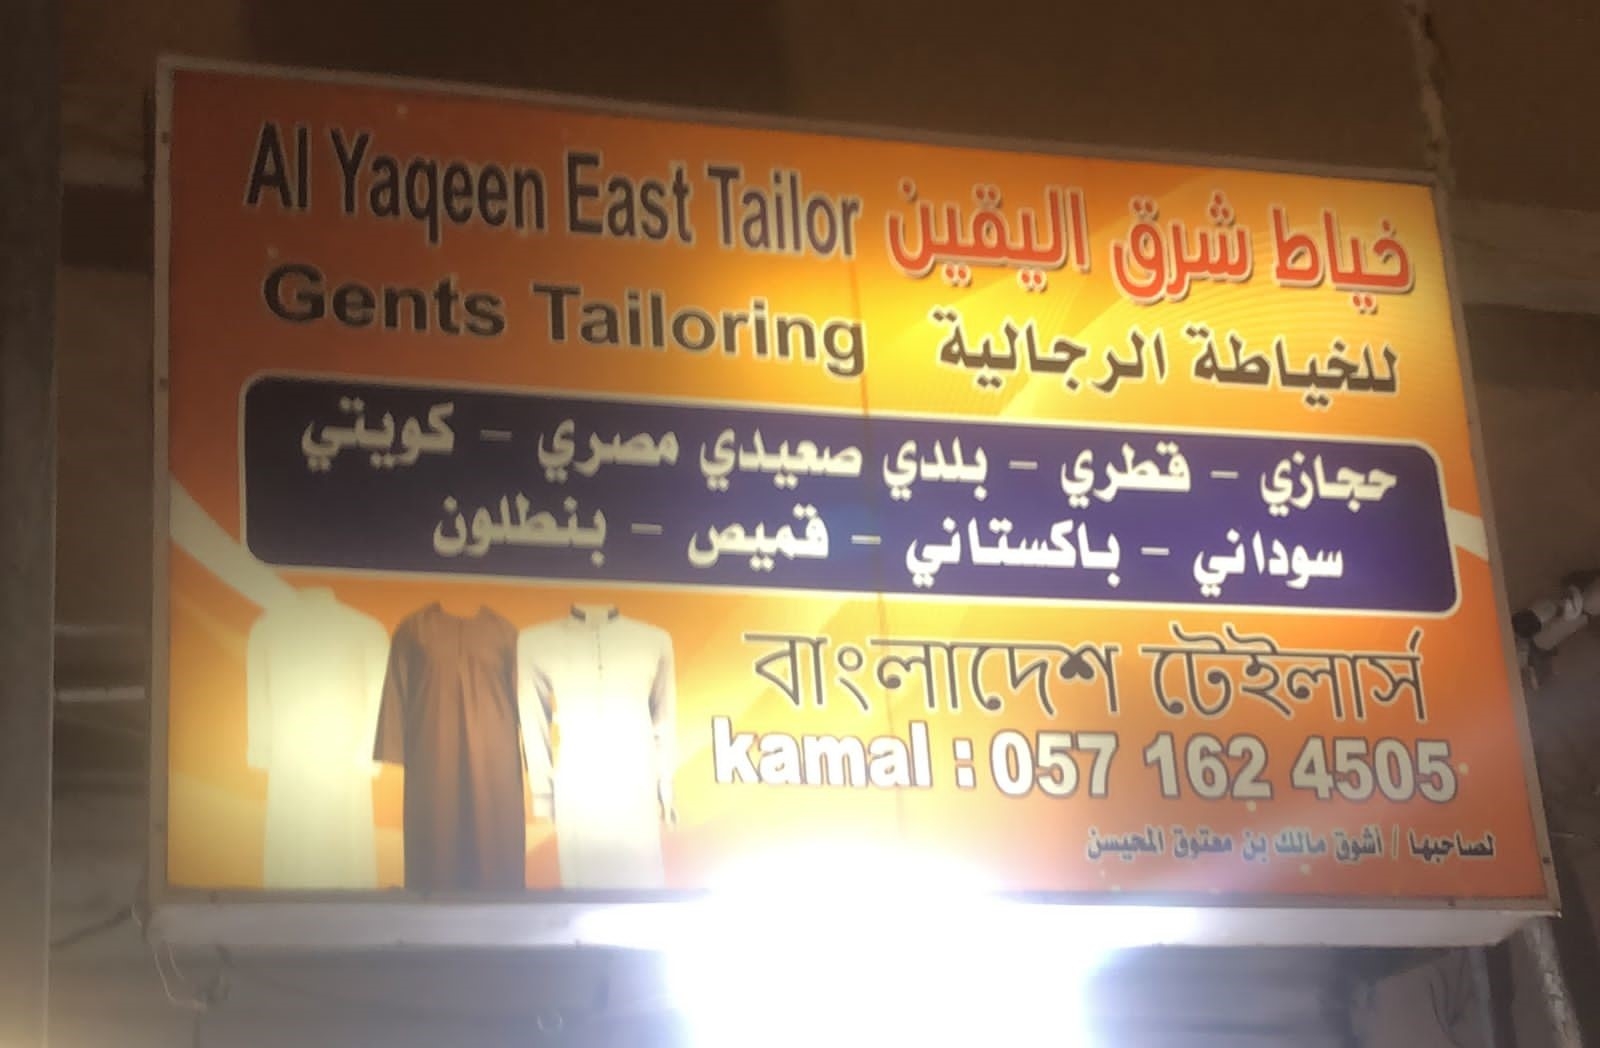 Al Yaqeen East Tailor خياط شرق اليقين
Gents Tailoring للخياطة الرجالية
حجازي - قطري - بلدي صعيدي مصري - كويتي
سوداني - باكستاني - قميص - بنطلون
বাংলাদেশ টেইলার্স
kamal : 057 162 4505
لصاحبها / أشوق مالك بن معتوق المحيسن